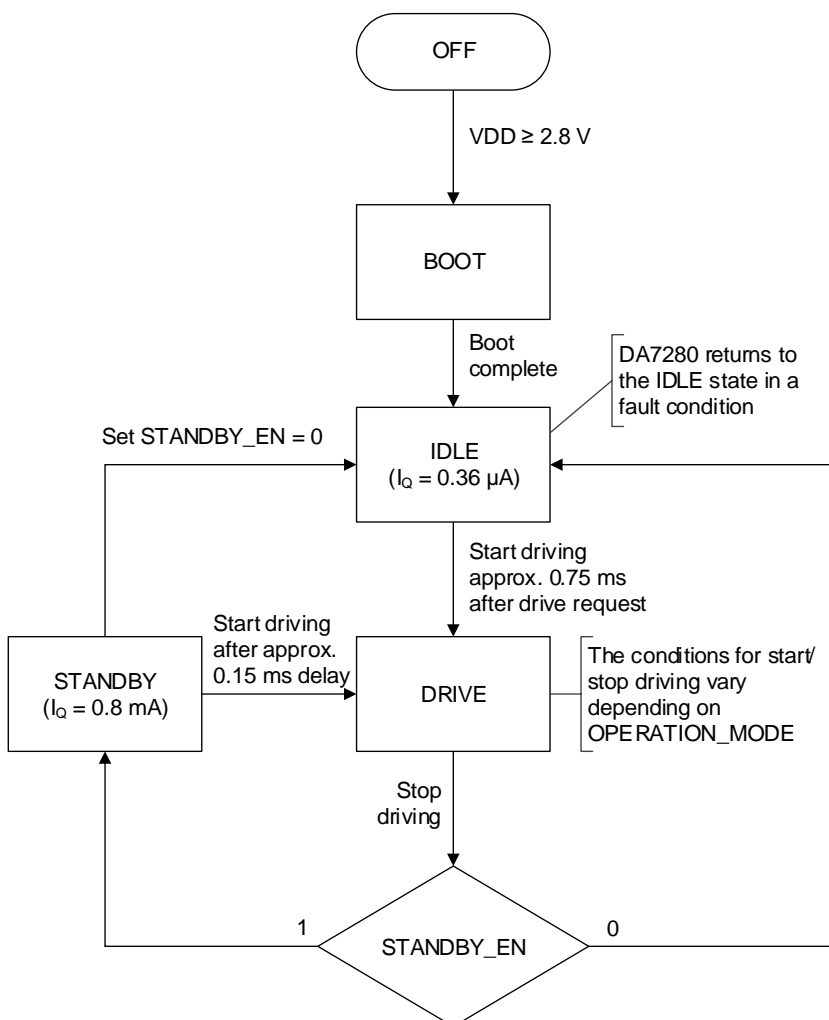 OFF
VDD ≥ 2.8 V
BOOT
Boot
complete
DA7280 returns to
the IDLE state in a
fault condition
Set STANDBY_EN = 0
IDLE
(IQ = 0.36 µA)
Start driving
approx. 0.75 ms
after drive request
Start driving
after approx.
0.15 ms delay
STANDBY
(IQ = 0.8 mA)
DRIVE
The conditions for start/
stop driving vary
depending on
OPERATION_MODE
Stop
driving
1
STANDBY_EN
0